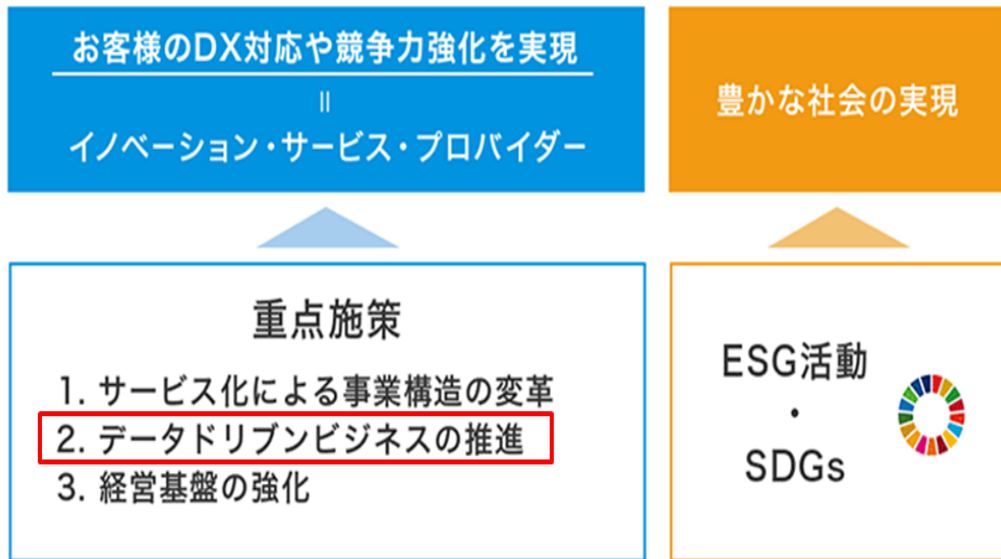 お客様のDX対応や競争力強化を実現
=
イノベーション・サービス・プロバイダー
豊かな社会の実現
重点施策
1. サービス化による事業構造の変革
2. データドリブンビジネスの推進
3. 経営基盤の強化
ESG活動
・
SDGs